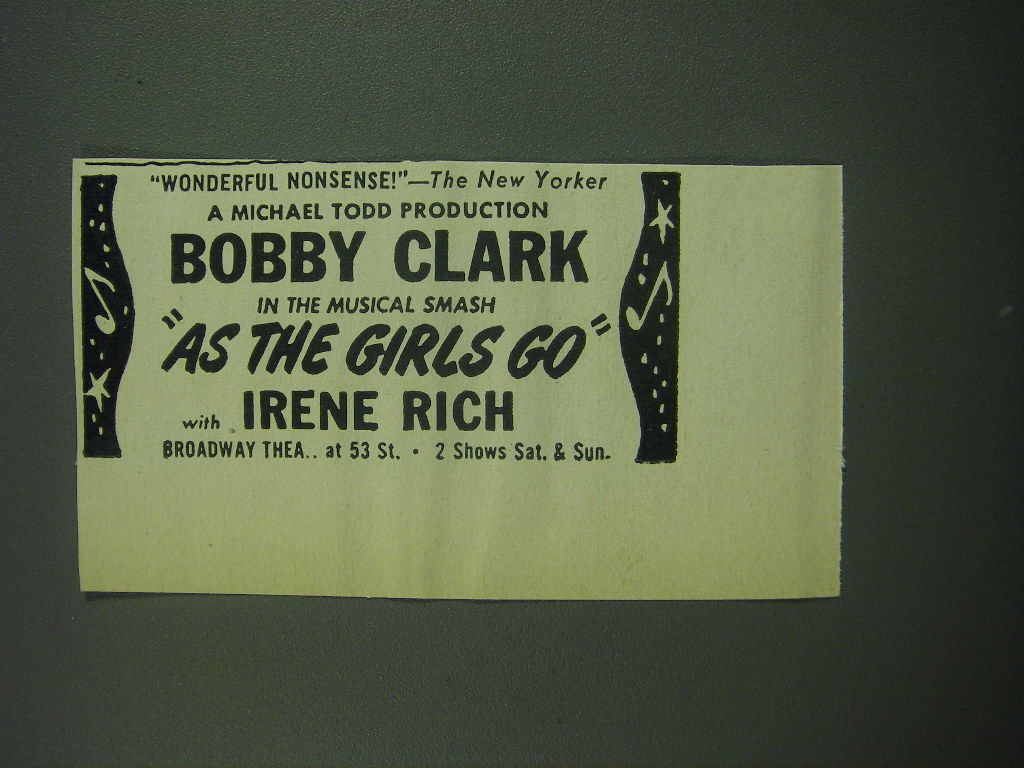 "WONDERFUL NONSENSE!"—The New Yorker
A MICHAEL TODD PRODUCTION
BOBBY CLARK
IN THE MUSICAL SMASH
"AS THE GIRLS GO"
with IRENE RICH
BROADWAY THEA.. at 53 St. • 2 Shows Sat. & Sun.